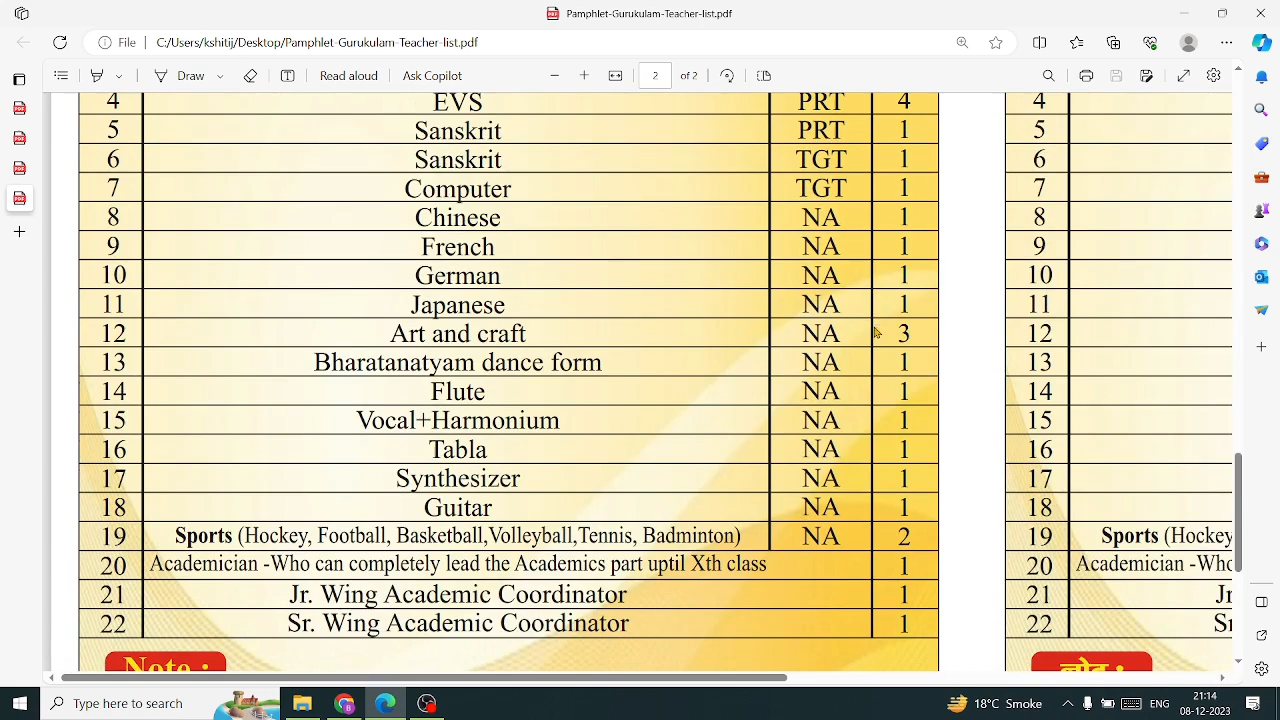 Pamphlet-Gurukulam-Teacher-list.pdf
File C:/Users/kshitij/Desktop/Pamphlet-Gurukulam-Teacher-list.pdf
Draw Read aloud Ask Copilot 2 of 2
4 EVS PRT 4 4
5 Sanskrit PRT 1 5
6 Sanskrit TGT 1 6
7 Computer TGT 1 7
8 Chinese NA 1 8
9 French NA 1 9
10 German NA 1 10
11 Japanese NA 1 11
12 Art and craft NA 3 12
13 Bharatanatyam dance form NA 1 13
14 Flute NA 1 14
15 Vocal+Harmonium NA 1 15
16 Tabla NA 1 16
17 Synthesizer NA 1 17
18 Guitar NA 1 18
19 Sports (Hockey, Football, Basketball,Volleyball,Tennis, Badminton) NA 2 19 Sports (Hockey
20 Academician -Who can completely lead the Academics part uptil Xth class 1 20 Academician -Who
21 Jr. Wing Academic Coordinator 1 21 Jr
22 Sr. Wing Academic Coordinator 1 22 Sr
Note : नोट :
Type here to search 18°C Smoke ENG 21:14
08-12-2023